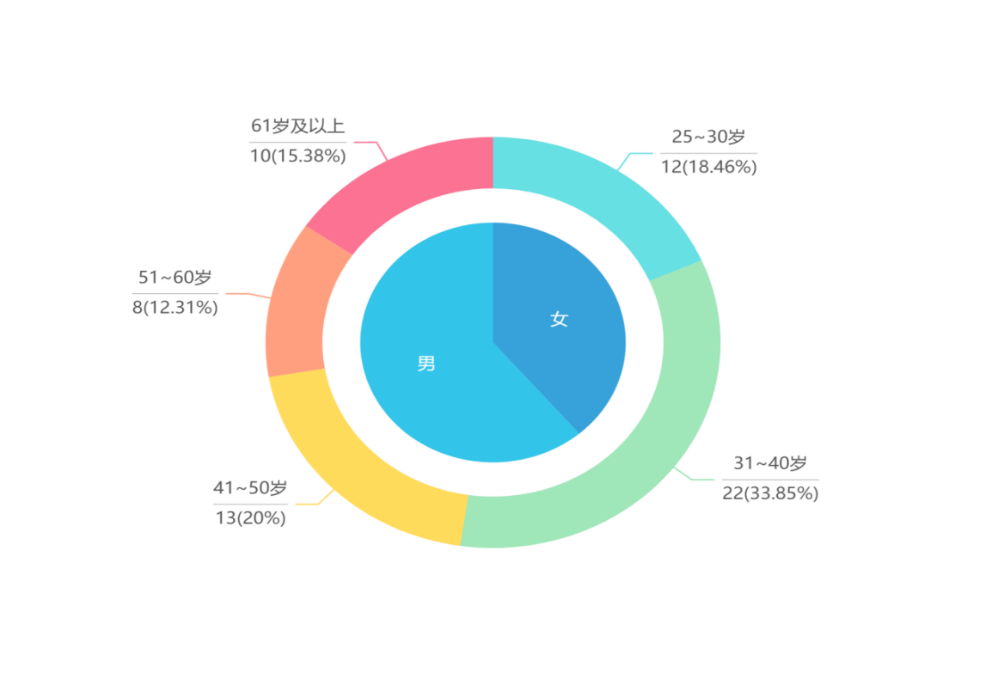 61岁及以上
10(15.38%)
25~30岁
12(18.46%)
51~60岁
8(12.31%)
女
男
31~40岁
22(33.85%)
41~50岁
13(20%)